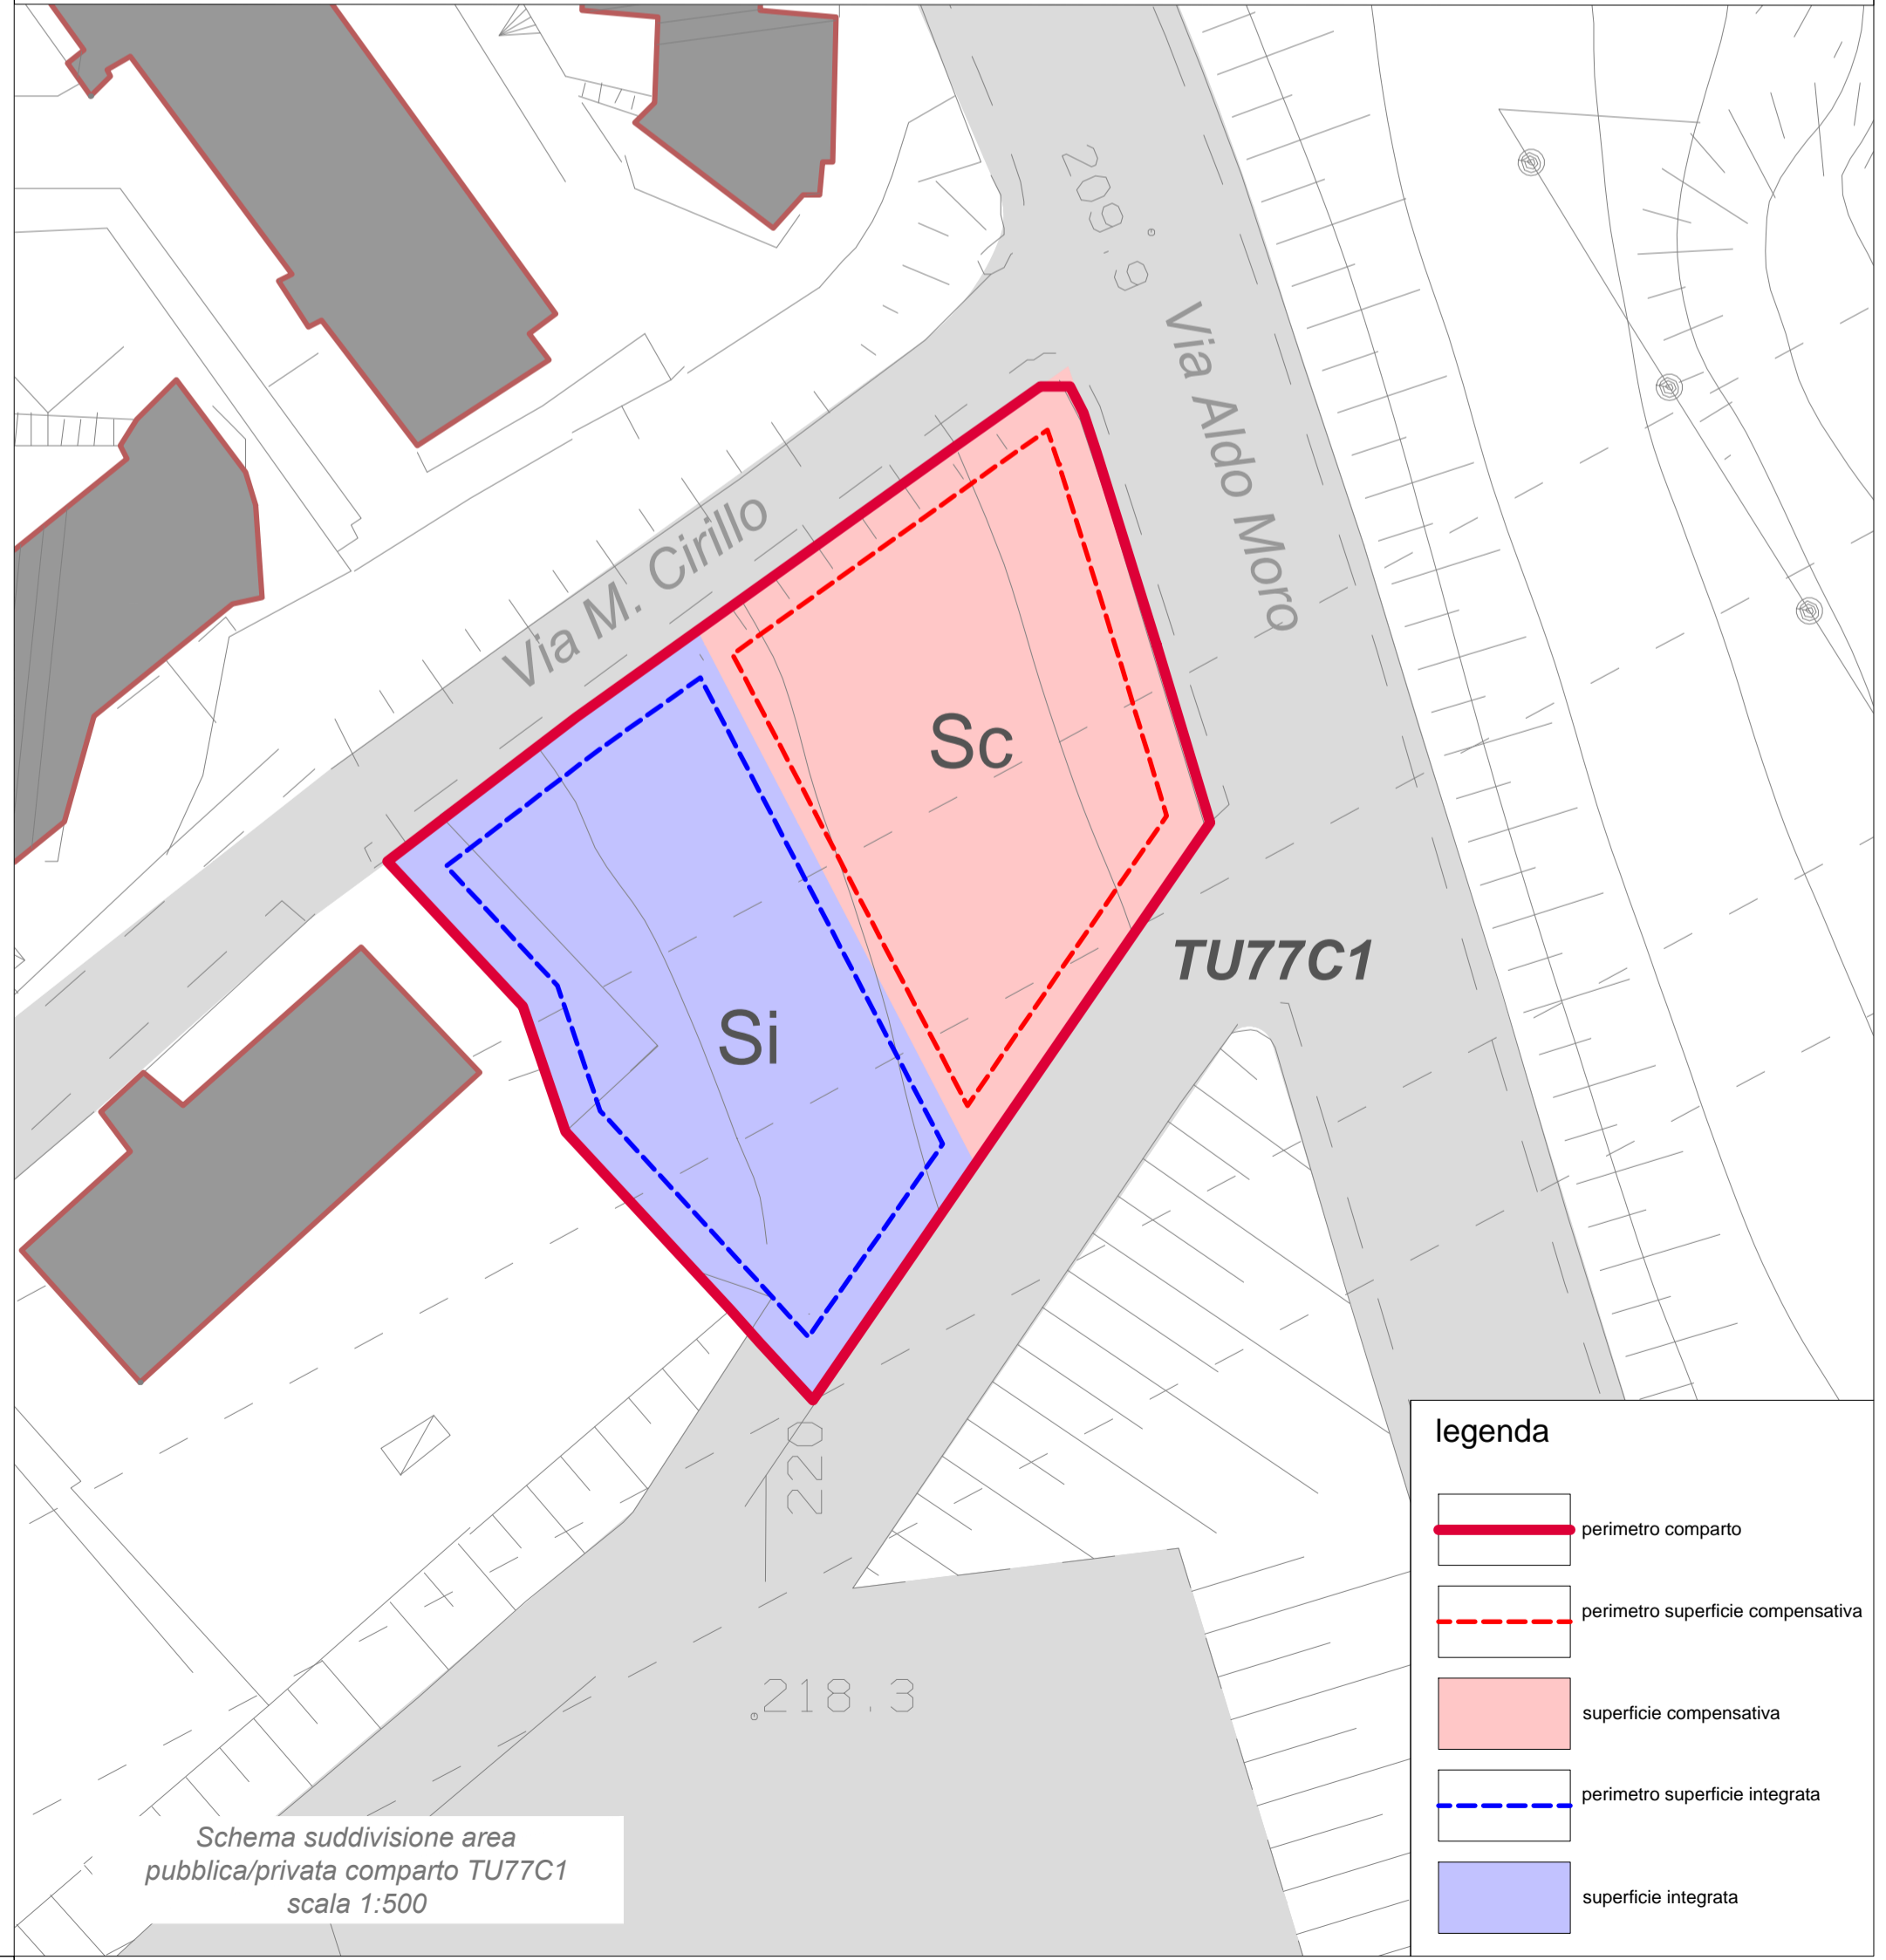 209.9
Via Aldo Moro
Via M. Cirillo
Sc
TU77C1
Si
220
218.3
legenda
perimetro comparto
perimetro superficie compensativa
superficie compensativa
perimetro superficie integrata
superficie integrata
Schema suddivisione area
pubblica/privata comparto TU77C1
scala 1:500